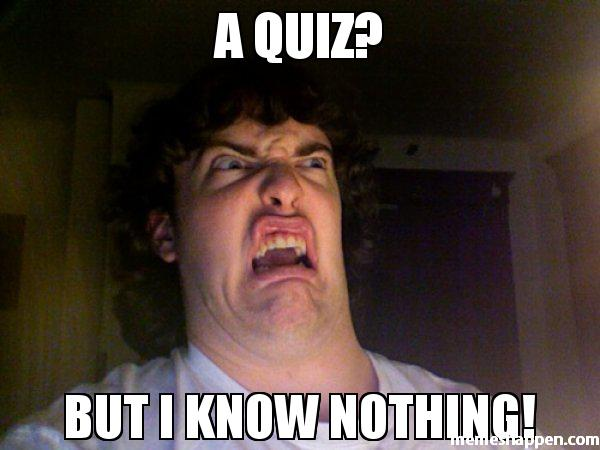 A QUIZ?
BUT I KNOW NOTHING!
memeshappen.com